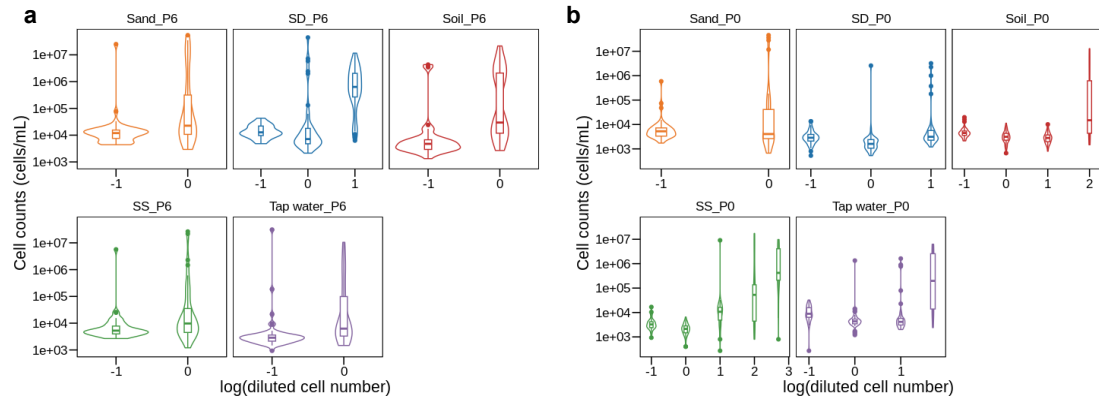 a
Sand_P6 SD_P6 Soil_P6
1e+07
1e+06
1e+05
1e+04
1e+03
-1 0 -1 0 1 -1 0
SS_P6 Tap water_P6
1e+07
1e+06
1e+05
1e+04
1e+03
-1 0 -1 0
Cell counts (cells/mL)
log(diluted cell number)
b
Sand_P0 SD_P0 Soil_P0
1e+07
1e+06
1e+05
1e+04
1e+03
-1 0 -1 0 1 -1 0 1 2
SS_P0 Tap water_P0
1e+07
1e+06
1e+05
1e+04
1e+03
-1 0 1 2 3 -1 0 1
Cell counts (cells/mL)
log(diluted cell number)